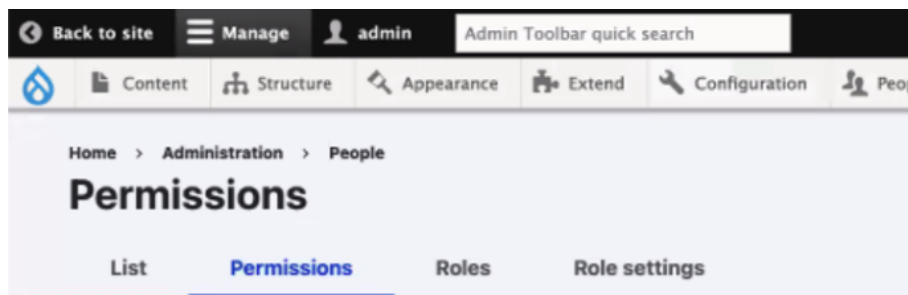 Back to site Manage admin Admin Toolbar quick search
Content Structure Appearance Extend Configuration
Home > Administration > People
Permissions
List Permissions Roles Role settings